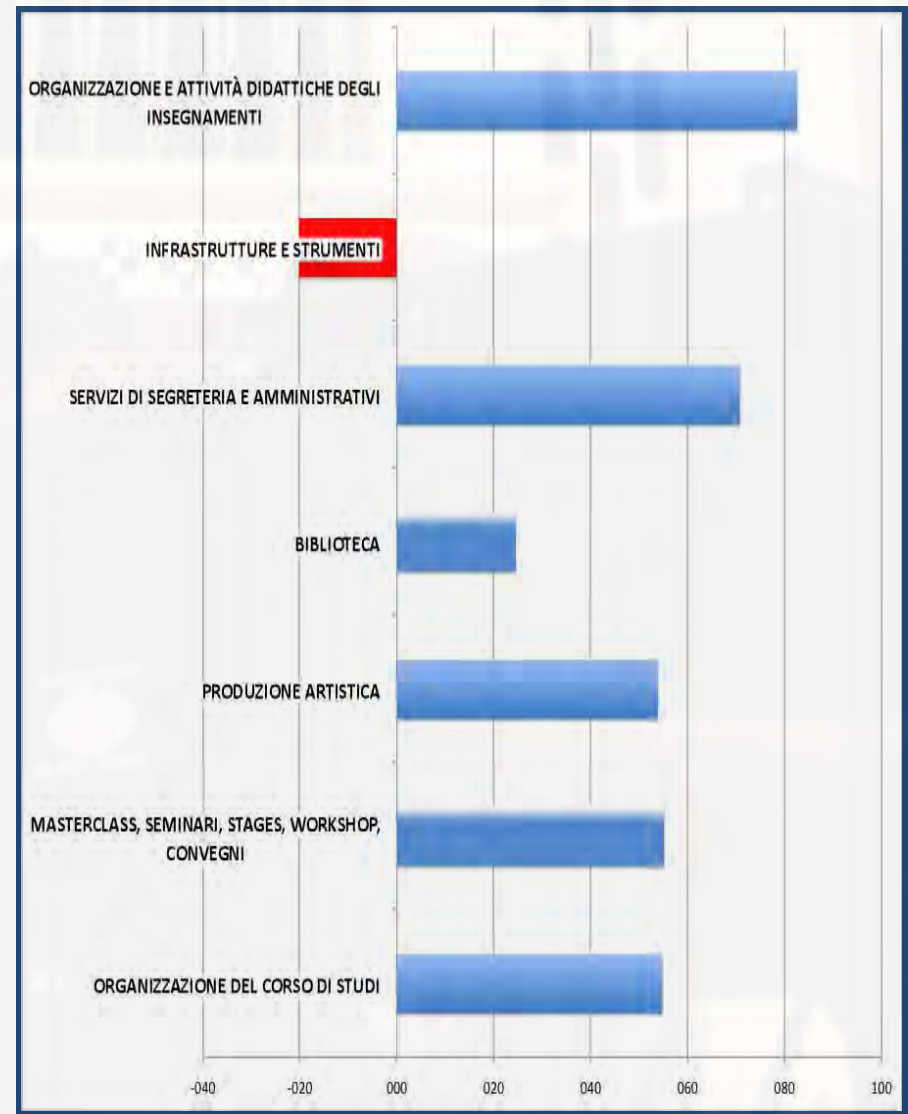 ORGANIZZAZIONE E ATTIVITÀ DIDATTICHE DEGLI
INSEGNAMENTI
INFRASTRUTTURE E STRUMENTI
SERVIZI DI SEGRETERIA E AMMINISTRATIVI
BIBLIOTECA
PRODUZIONE ARTISTICA
MASTERCLASS, SEMINARI, STAGES, WORKSHOP,
CONVEGNI
ORGANIZZAZIONE DEL CORSO DI STUDI
-040 -020 000 020 040 060 080 100